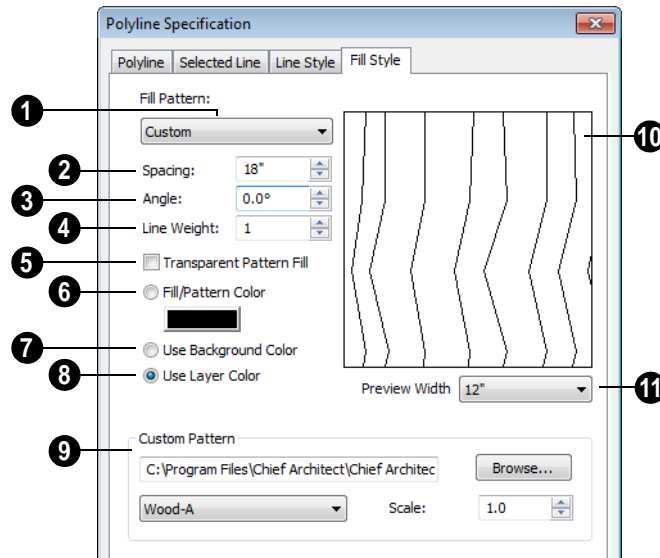 Polyline Specification
Polyline Selected Line Line Style Fill Style
Fill Pattern:
1
Custom
10
2 Spacing: 18"
3 Angle: 0.0°
4 Line Weight: 1
5 Transparent Pattern Fill
6 Fill/Pattern Color
7 Use Background Color
8 Use Layer Color
Preview Width 12" 11
9 Custom Pattern
C:\Program Files\Chief Architect\Chief Architec Browse...
Wood-A Scale: 1.0